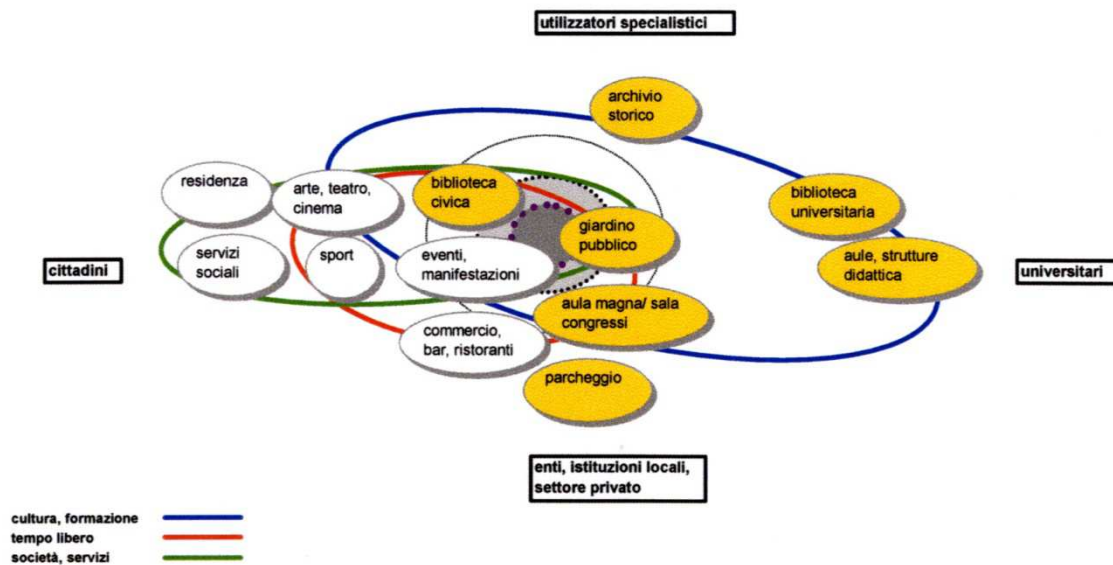 utilizzatori specialistici
archivio
storico
residenza
arte, teatro,
cinema
biblioteca
civica
biblioteca
universitaria
giardino
pubblico
servizi
sociali
sport
eventi,
manifestazioni
aule, strutture
didattica
cittadini
universitari
aula magna/ sala
congressi
commercio,
bar, ristoranti
parcheggio
enti, istituzioni locali,
settore privato
cultura, formazione
tempo libero
società, servizi